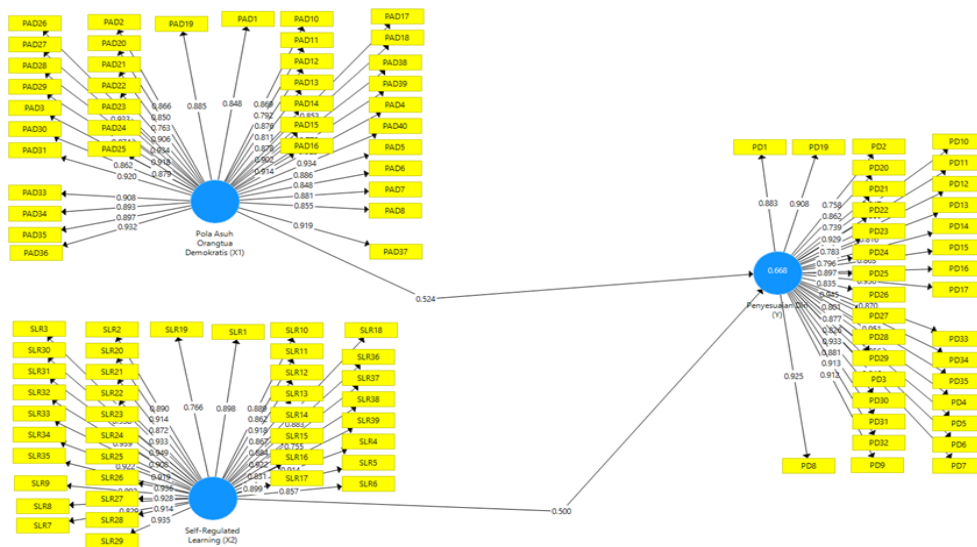 PAD26
PAD2
PAD19
PAD1
PAD10
PAD17
PAD27
PAD20
PAD11
PAD18
PAD28
PAD21
PAD12
PAD38
PAD29
PAD22
PAD13
PAD39
PAD3
PAD23
PAD14
PAD4
PAD30
PAD24
PAD15
PAD40
PAD31
PAD25
PAD16
PAD5
PAD6
PAD33
PAD7
PAD34
PAD8
PAD35
PAD36
PAD37
0.866
0.850
0.763
0.906
0.934
0.918
0.879
0.885
0.848
0.869
0.792
0.876
0.811
0.878
0.902
0.914
0.862
0.920
0.908
0.893
0.897
0.932
0.934
0.886
0.848
0.881
0.855
0.919
Pola Asuh
Orangtua
Demokratis (X1)
0.524
PD1
PD19
PD2
PD10
PD20
PD11
PD21
PD12
PD22
PD13
PD23
PD14
PD24
PD15
PD25
PD16
PD26
PD17
PD27
PD28
PD33
PD29
PD34
PD3
PD35
PD30
PD4
PD31
PD5
PD32
PD6
PD8
PD9
PD7
0.883
0.908
0.758
0.862
0.739
0.929
0.783
0.796
0.897
0.835
0.945
0.877
0.933
0.881
0.913
0.912
0.925
0.668
Penyesuaian Diri
(Y)
SLR3
SLR2
SLR19
SLR1
SLR10
SLR18
SLR30
SLR20
SLR11
SLR36
SLR31
SLR21
SLR12
SLR37
SLR32
SLR22
SLR13
SLR38
SLR33
SLR23
SLR14
SLR39
SLR34
SLR24
SLR15
SLR4
SLR35
SLR25
SLR16
SLR5
SLR9
SLR26
SLR17
SLR6
SLR8
SLR27
SLR7
SLR28
SLR29
0.890
0.914
0.872
0.933
0.949
0.908
0.919
0.936
0.928
0.914
0.935
0.766
0.898
0.862
0.918
0.867
0.922
0.899
0.857
0.755
Self-Regulated
Learning (X2)
0.500